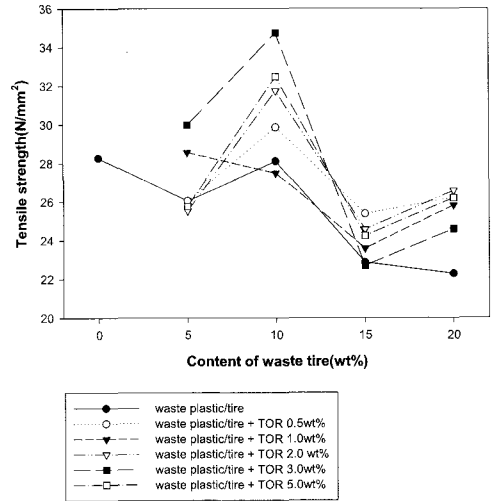 36
34
32
30
28
26
24
22
20
Tensile strength(N/mm²)
0 5 10 15 20
Content of waste tire(wt%)
waste plastic/tire
waste plastic/tire + TOR 0.5wt%
waste plastic/tire + TOR 1.0wt%
waste plastic/tire + TOR 2.0 wt%
waste plastic/tire + TOR 3.0wt%
waste plastic/tire + TOR 5.0wt%